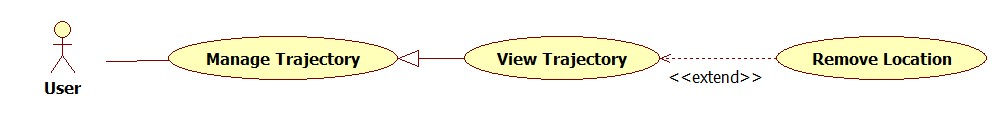 Manage Trajectory
View Trajectory
Remove Location
<<extend>>
User